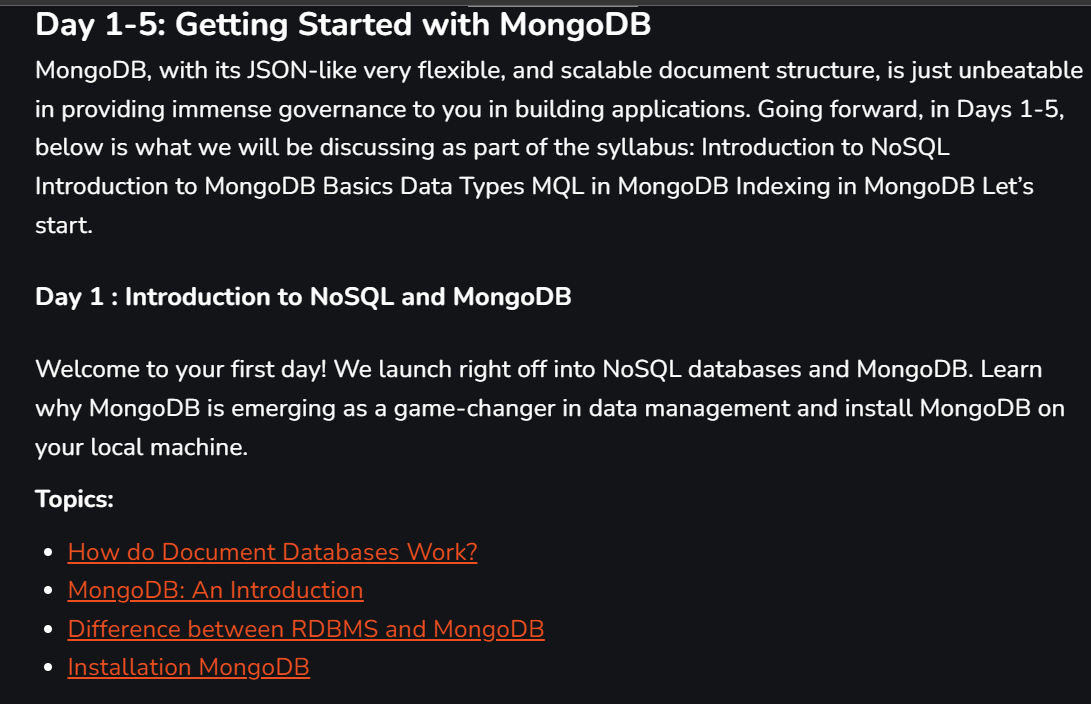 Day 1-5: Getting Started with MongoDB
MongoDB, with its JSON-like very flexible, and scalable document structure, is just unbeatable
in providing immense governance to you in building applications. Going forward, in Days 1-5,
below is what we will be discussing as part of the syllabus: Introduction to NoSQL
Introduction to MongoDB Basics Data Types MQL in MongoDB Indexing in MongoDB Let’s
start.
Day 1 : Introduction to NoSQL and MongoDB
Welcome to your first day! We launch right off into NoSQL databases and MongoDB. Learn
why MongoDB is emerging as a game-changer in data management and install MongoDB on
your local machine.
Topics:
• How do Document Databases Work?
• MongoDB: An Introduction
• Difference between RDBMS and MongoDB
• Installation MongoDB